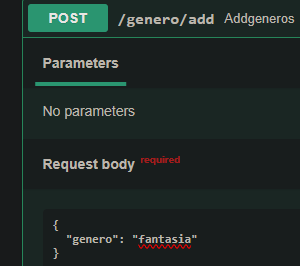 POST /genero/add Addgeneros
Parameters
No parameters
Request body required
{
"genero": "fantasia"
}